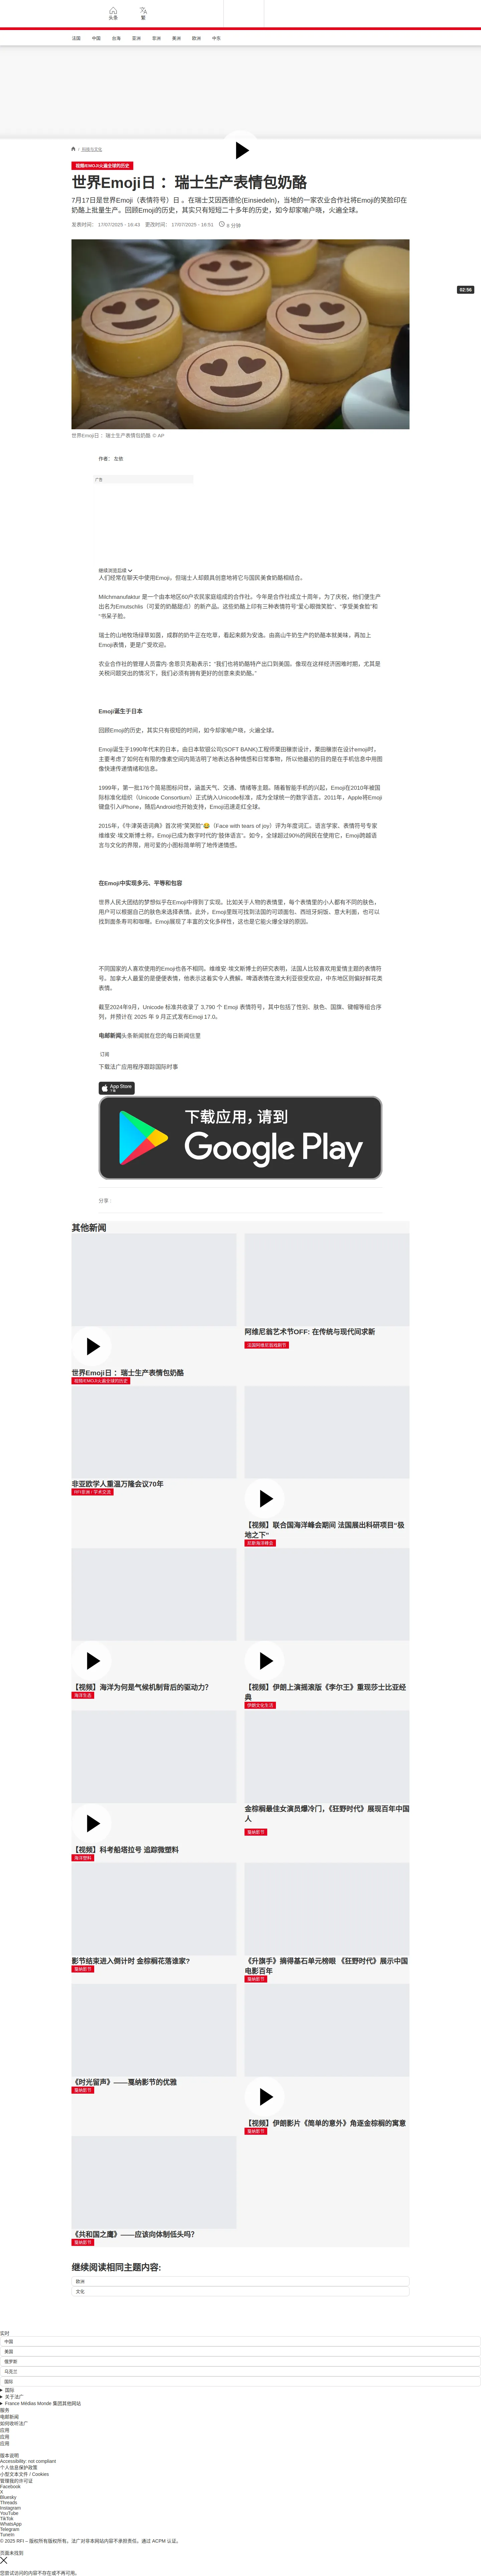 头条
繁
法国
中国
台海
亚洲
非洲
美洲
欧洲
中东
/ 列侬与左拉
视频/EMOJI火遍全球的历史
世界Emoji日： 瑞士生产表情包奶酪
7月17日是世界Emoji（表情符号）日 。在瑞士艾因西德伦(Einsiedeln)，当地的一家农业合作社将Emoji的笑脸印在
奶酪上批量生产。回顾Emoji的历史，其实只有短短二十多年的历史，如今却家喻户晓，火遍全球。
发表时间： 17/07/2025 - 16:43 更改时间： 17/07/2025 - 16:51 6 分钟
02:56
世界Emoji日： 瑞士生产表情包奶酪 © AP
作者： 左依
广告
继续浏览后续
人们经常在聊天中使用Emoji，但瑞士人却颇具创意地将它与国民美食奶酪相结合。
Milchmanufaktur 是一个由本地区60户农民家庭组成的合作社。今年是合作社成立十周年，为了庆祝，他们便生产
出名为Emutschlis（可爱的奶酪甜点）的新产品。这些奶酪上印有三种表情符号“爱心眼微笑脸”、“享受美食脸”和
“书呆子脸。
瑞士的山地牧场绿草如茵，成群的奶牛正在吃草，看起来颇为安逸。由高山牛奶生产的奶酪本就美味，再加上
Emoji表情，更是广受欢迎。
农业合作社的管理人员雷内·舍恩贝克勒表示：“我们也将奶酪特产出口到美国。像现在这样经济困难时期，尤其是
关税问题突出的情况下，我们必须有拥有更好的创意来卖奶酪。”
Emoji诞生于日本
回顾Emoji的历史，其实只有很短的时间，如今却家喻户晓，火遍全球。
Emoji诞生于1990年代末的日本，由日本软银公司(SOFT BANK)工程师栗田穰崇设计，栗田穰崇在设计emoji时，
主要考虑了如何在有限的像素空间内简洁明了地表达各种情感和日常事物，所以他最初的目的是在手机信息中用图
像快速传递情绪和信息。
1999年，第一批176个简易图标问世，涵盖天气、交通、情绪等主题。随着智能手机的兴起，Emoji在2010年被国
际标准化组织（Unicode Consortium）正式纳入Unicode标准，成为全球统一的数字语言。2011年，Apple将Emoji
键盘引入iPhone，随后Android也开始支持，Emoji迅速走红全球。
2015年，《牛津英语词典》首次将“笑哭脸”😂（Face with tears of joy）评为年度词汇。语言学家、表情符号专家
维维安·埃文斯博士称，Emoji已成为数字时代的“肢体语言”。如今，全球超过90%的网民在使用它，Emoji跨越语
言与文化的界限，用可爱的小图标简单明了地传递情感。
在Emoji中实现多元、平等和包容
世界人民大团结的梦想似乎在Emoji中得到了实现。比如关于人物的表情里，每个表情里的小人都有不同的肤色，
用户可以根据自己的肤色来选择表情。此外，Emoji里既可找到法国的可颂面包、西班牙焖饭、意大利面，也可以
找到面条寿司和咖喱。Emoji展现了丰富的文化多样性，这也是它能火爆全球的原因。
不同国家的人喜欢使用的Emoji也各不相同。维维安·埃文斯博士的研究表明，法国人比较喜欢用爱情主题的表情符
号。加拿大人最爱的是便便表情，他表示这着实令人费解。啤酒表情在澳大利亚很受欢迎，中东地区则偏好鲜花类
表情。
截至2024年9月，Unicode 标准共收录了 3,790 个 Emoji 表情符号，其中包括了性别、肤色、国旗、键帽等组合序
列。并预计在 2025 年 9 月正式发布Emoji 17.0。
电邮新闻头条新闻就在您的每日新闻信里
订阅
下载法广应用程序跟踪国际时事
App Store
下载
下载应用，请到
Google Play
分享
其他新闻
世界Emoji日： 瑞士生产表情包奶酪
视频/EMOJI火遍全球的历史
阿维尼翁艺术节OFF: 在传统与现代间求新
法国阿维尼翁戏剧节
非亚欧学人重温万隆会议70年
RFI亚洲 / 学术交流
【视频】联合国海洋峰会期间 法国展出科研项目“极
地之下”
尼斯海洋峰会
【视频】海洋为何是气候机制背后的驱动力？
海洋生态
【视频】伊朗上演摇滚版《李尔王》重现莎士比亚经
典
伊朗文化生活
【视频】科考船塔拉号 追踪微塑料
海洋塑料
金棕榈最佳女演员爆冷门，《狂野时代》展现百年中国
人
戛纳影节
影节结束进入倒计时 金棕榈花落谁家?
戛纳影节
《升旗手》摘得基石单元榜眼 《狂野时代》展示中国
电影百年
戛纳影节
《时光留声》——戛纳影节的优雅
戛纳影节
【视频】伊朗影片《简单的意外》角逐金棕榈的寓意
戛纳影节
《共和国之鹰》——应该向体制低头吗？
戛纳影节
继续阅读相同主题内容:
欧洲
文化
实时
中国
美国
俄罗斯
乌克兰
国际
国际
关于法广
France Médias Monde 集团其他网站
服务
电邮新闻
如何收听法广
应用
应用
应用
版本说明
Accessibility: not compliant
个人信息保护政策
小型文本文件 / Cookies
管理我的许可证
Facebook
X
Bluesky
Threads
Instagram
YouTube
TikTok
WhatsApp
Telegram
TuneIn
© 2025 RFI – 版权所有版权所有。法广对非本网站内容不承担责任。通过 ACPM 认证。
页面未找到
您尝试访问的内容不存在或不再可用。